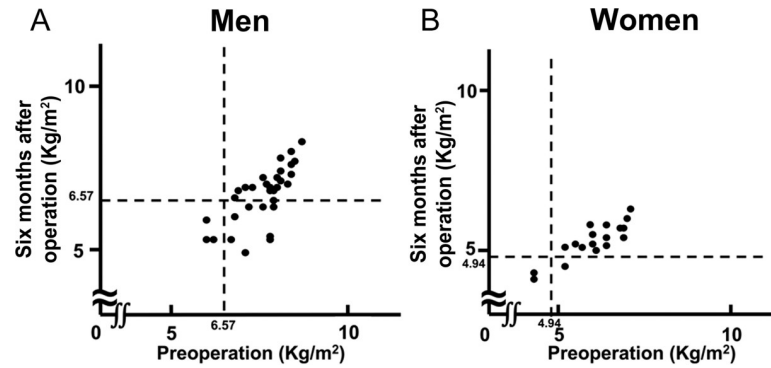 A Men
Six months after
operation (Kg/m²)
10
6.57
5
0 5 10
6.57
Preoperation (Kg/m²)
B Women
Six months after
operation (Kg/m²)
10
5
4.94
0 5 10
4.94
Preoperation (Kg/m²)